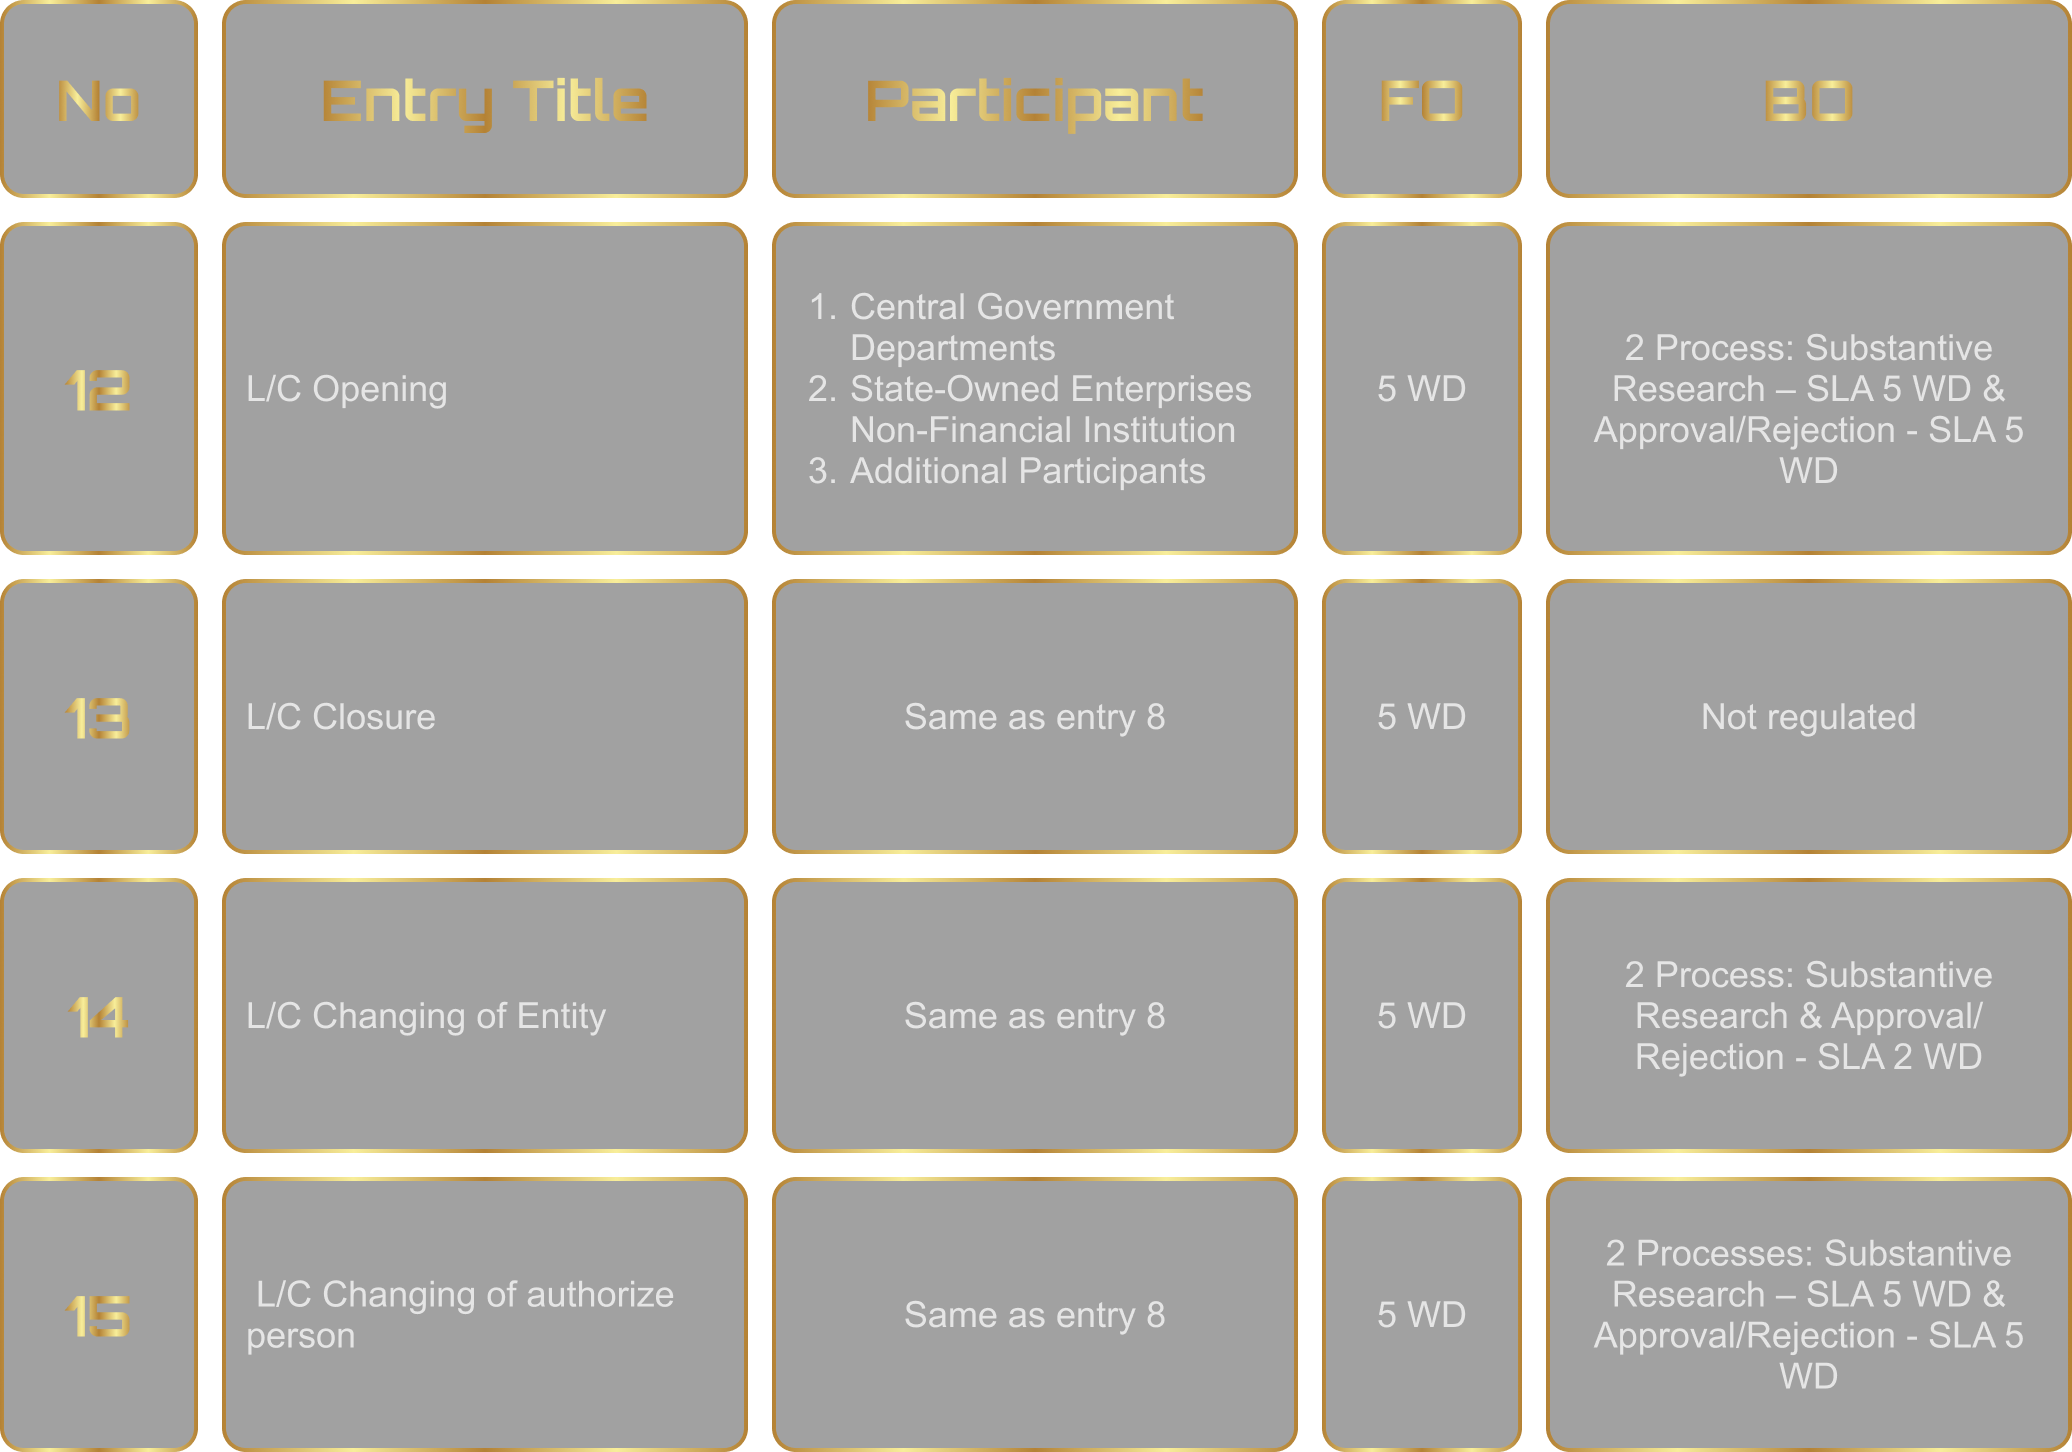 No
Entry Title
Participant
FO
BO
12
L/C Opening
1. Central Government
Departments
2. State-Owned Enterprises
Non-Financial Institution
3. Additional Participants
5 WD
2 Process: Substantive
Research – SLA 5 WD &
Approval/Rejection - SLA 5
WD
13
L/C Closure
Same as entry 8
5 WD
Not regulated
14
L/C Changing of Entity
Same as entry 8
5 WD
2 Process: Substantive
Research & Approval/
Rejection - SLA 2 WD
15
L/C Changing of authorize
person
Same as entry 8
5 WD
2 Processes: Substantive
Research – SLA 5 WD &
Approval/Rejection - SLA 5
WD